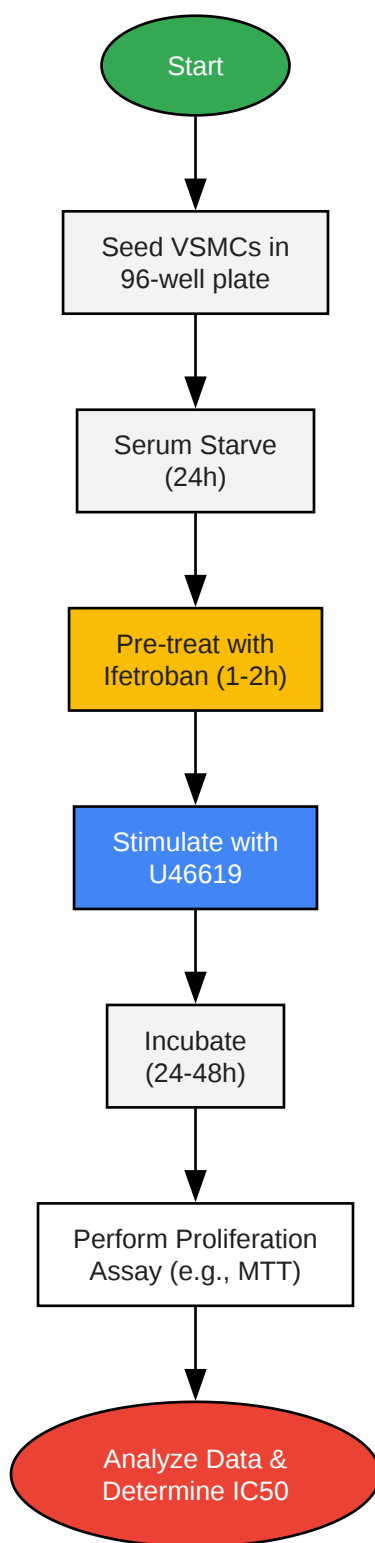 Start
Seed VSMCs in
96-well plate
Serum Starve
(24h)
Pre-treat with
Ifetroban (1-2h)
Stimulate with
U46619
Incubate
(24-48h)
Perform Proliferation
Assay (e.g., MTT)
Analyze Data &
Determine IC50